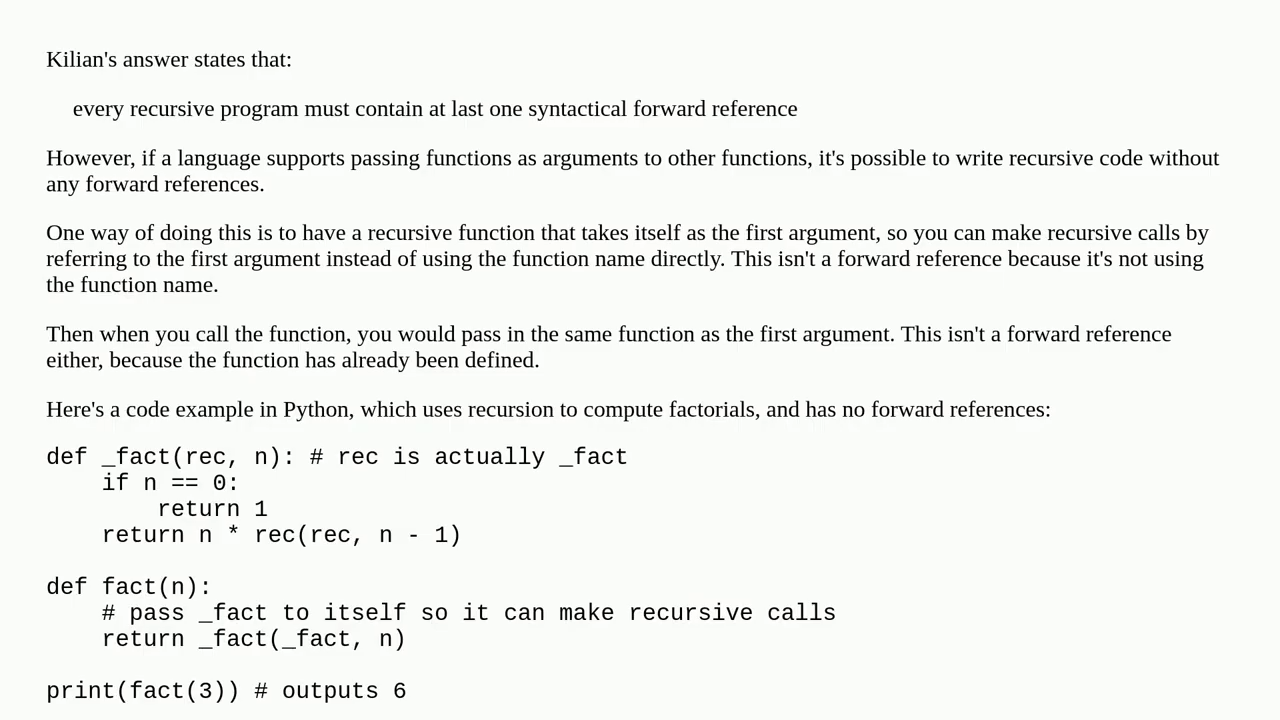 Kilian's answer states that:
every recursive program must contain at last one syntactical forward reference
However, if a language supports passing functions as arguments to other functions, it's possible to write recursive code without
any forward references.
One way of doing this is to have a recursive function that takes itself as the first argument, so you can make recursive calls by
referring to the first argument instead of using the function name directly. This isn't a forward reference because it's not using
the function name.
Then when you call the function, you would pass in the same function as the first argument. This isn't a forward reference
either, because the function has already been defined.
Here's a code example in Python, which uses recursion to compute factorials, and has no forward references:
def _fact(rec, n): # rec is actually _fact
    if n == 0:
        return 1
    return n * rec(rec, n - 1)
def fact(n):
    # pass _fact to itself so it can make recursive calls
    return _fact(_fact, n)
print(fact(3)) # outputs 6